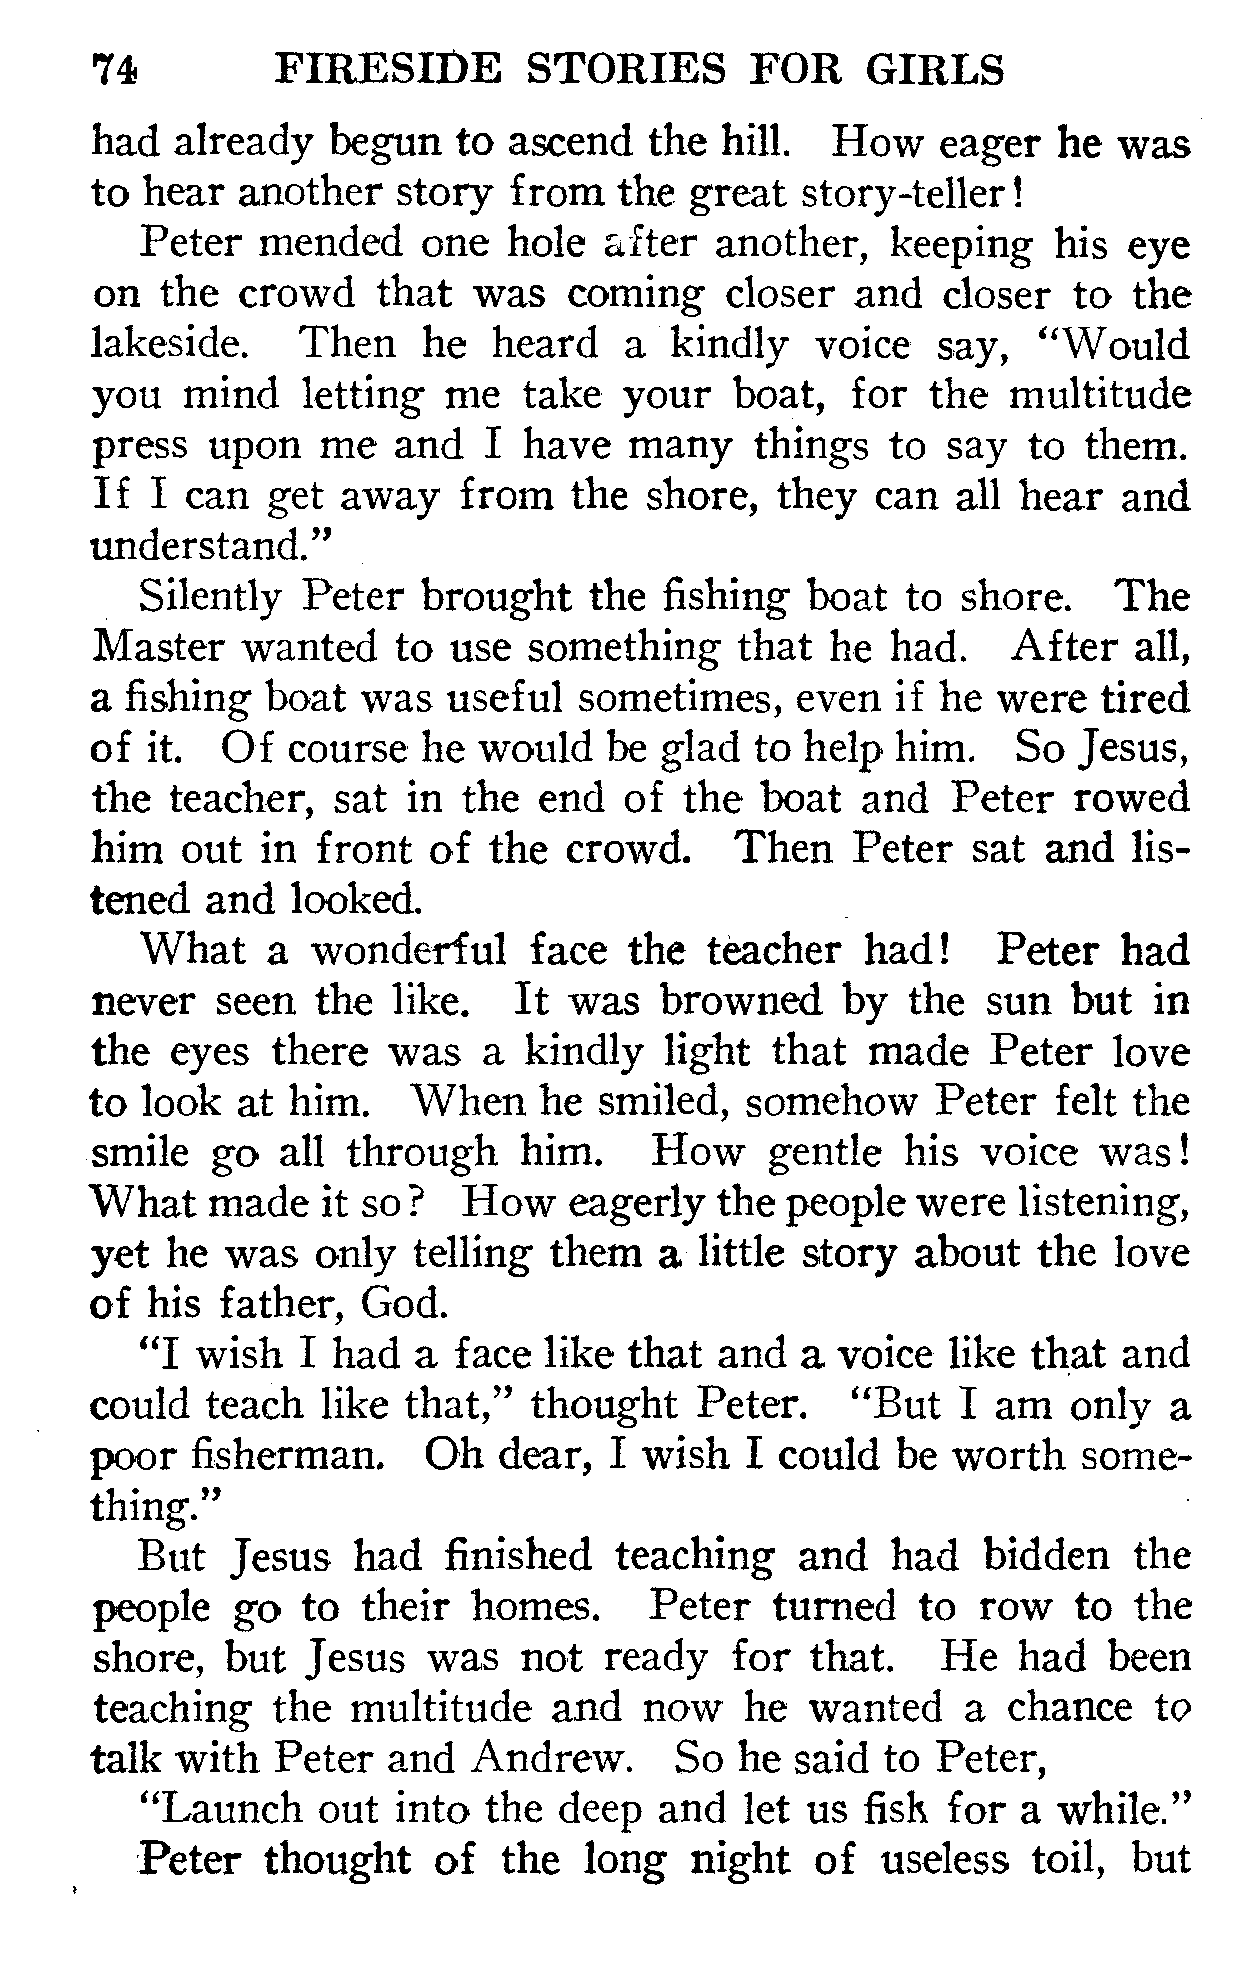 74 FIRESIDE STORIES FOR GIRLS
had already begun to ascend the hill. How eager he was
to hear another story from the great story-teller!
Peter mended one hole after another, keeping his eye
on the crowd that was coming closer and closer to the
lakeside. Then he heard a kindly voice say, “Would
you mind letting me take your boat, for the multitude
press upon me and I have many things to say to them.
If I can get away from the shore, they can all hear and
understand.”
Silently Peter brought the fishing boat to shore. The
Master wanted to use something that he had. After all,
a fishing boat was useful sometimes, even if he were tired
of it. Of course he would be glad to help him. So Jesus,
the teacher, sat in the end of the boat and Peter rowed
him out in front of the crowd. Then Peter sat and lis-
tened and looked.
What a wonderful face the teacher had! Peter had
never seen the like. It was browned by the sun but in
the eyes there was a kindly light that made Peter love
to look at him. When he smiled, somehow Peter felt the
smile go all through him. How gentle his voice was!
What made it so? How eagerly the people were listening,
yet he was only telling them a little story about the love
of his father, God.
“I wish I had a face like that and a voice like that and
could teach like that,” thought Peter. “But I am only a
poor fisherman. Oh dear, I wish I could be worth some-
thing.”
But Jesus had finished teaching and had bidden the
people go to their homes. Peter turned to row to the
shore, but Jesus was not ready for that. He had been
teaching the multitude and now he wanted a chance to
talk with Peter and Andrew. So he said to Peter,
“Launch out into the deep and let us fish for a while.”
Peter thought of the long night of useless toil, but